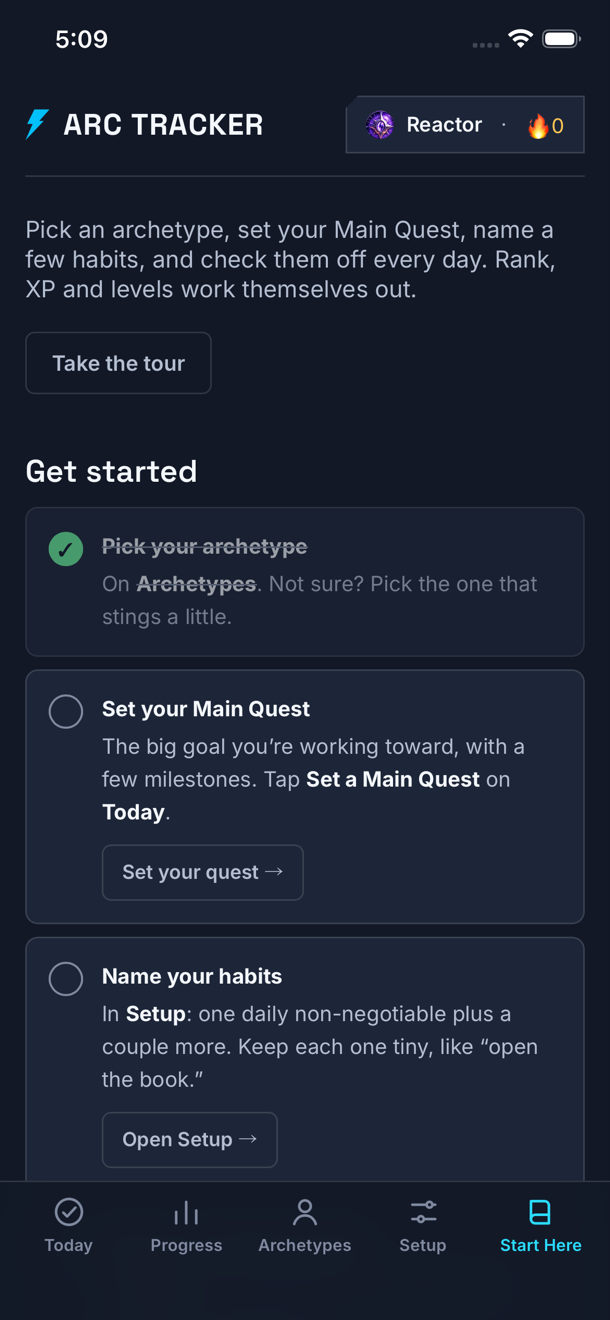 5:09
ARC TRACKER
Reactor · 🔥0
Pick an archetype, set your Main Quest, name a
few habits, and check them off every day. Rank,
XP and levels work themselves out.
Take the tour
Get started
✓ Pick your archetype
On Archetypes. Not sure? Pick the one that
stings a little.
Set your Main Quest
The big goal you’re working toward, with a
few milestones. Tap Set a Main Quest on
Today.
Set your quest →
Name your habits
In Setup: one daily non-negotiable plus a
couple more. Keep each one tiny, like “open
the book.”
Open Setup →
Today Progress Archetypes Setup Start Here